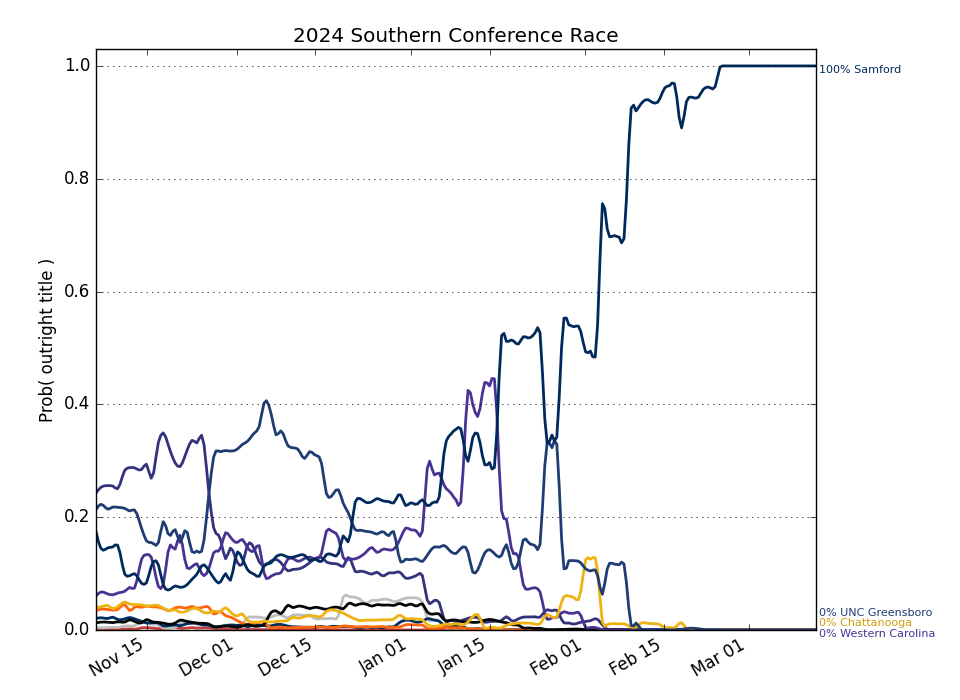 2024 Southern Conference Race
1.0
0.8
0.6
0.4
0.2
0.0
Prob( outright title )
Nov 15
Dec 01
Dec 15
Jan 01
Jan 15
Feb 01
Feb 15
Mar 01
100% Samford
0% UNC Greensboro
0% Chattanooga
0% Western Carolina